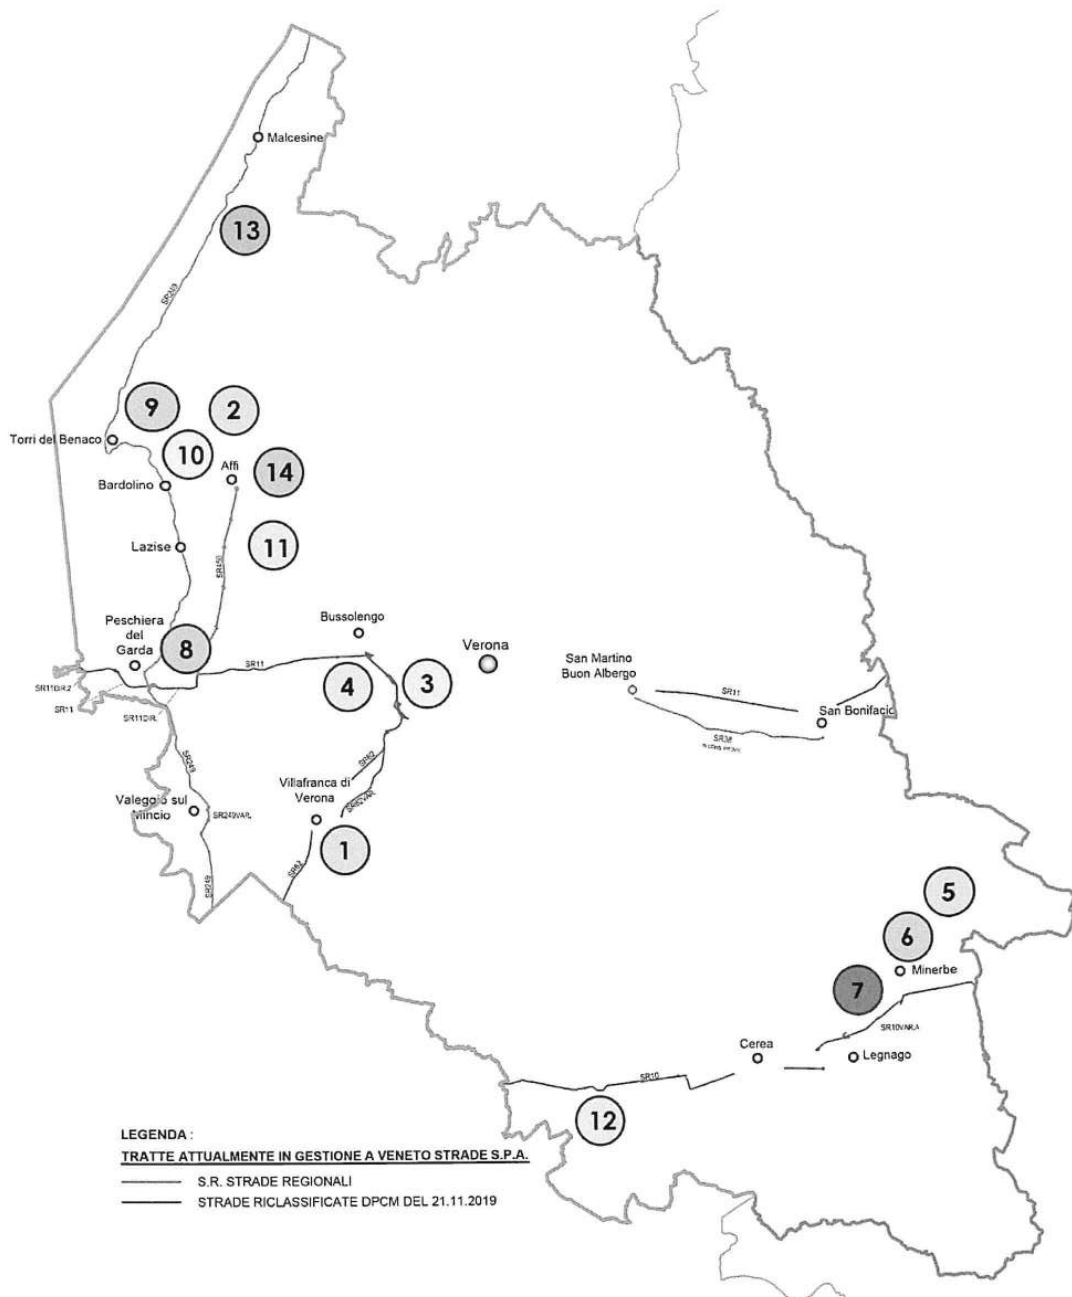 Malcesine
13
SR249
9
2
Torri del Benaco
10
Affi
14
Bardolino
11
Lazise
SR450
Peschiera
del
Garda
Bussolengo
8
Verona
SR11
San Martino
Buon Albergo
SR11DIR.2
4
3
SR11
SR11
SR11DIR.
San Bonifacio
SR38
SR249
SR62
Villafranca di
Verona
SR62VAR.
Valeggio sul
Mincio
SR249VAR.
1
SR62
SR249
5
6
Minerbe
7
SR10VAR.A
Cerea
Legnago
SR10
12
LEGENDA :
TRATTE ATTUALMENTE IN GESTIONE A VENETO STRADE S.P.A.
S.R. STRADE REGIONALI
STRADE RICLASSIFICATE DPCM DEL 21.11.2019